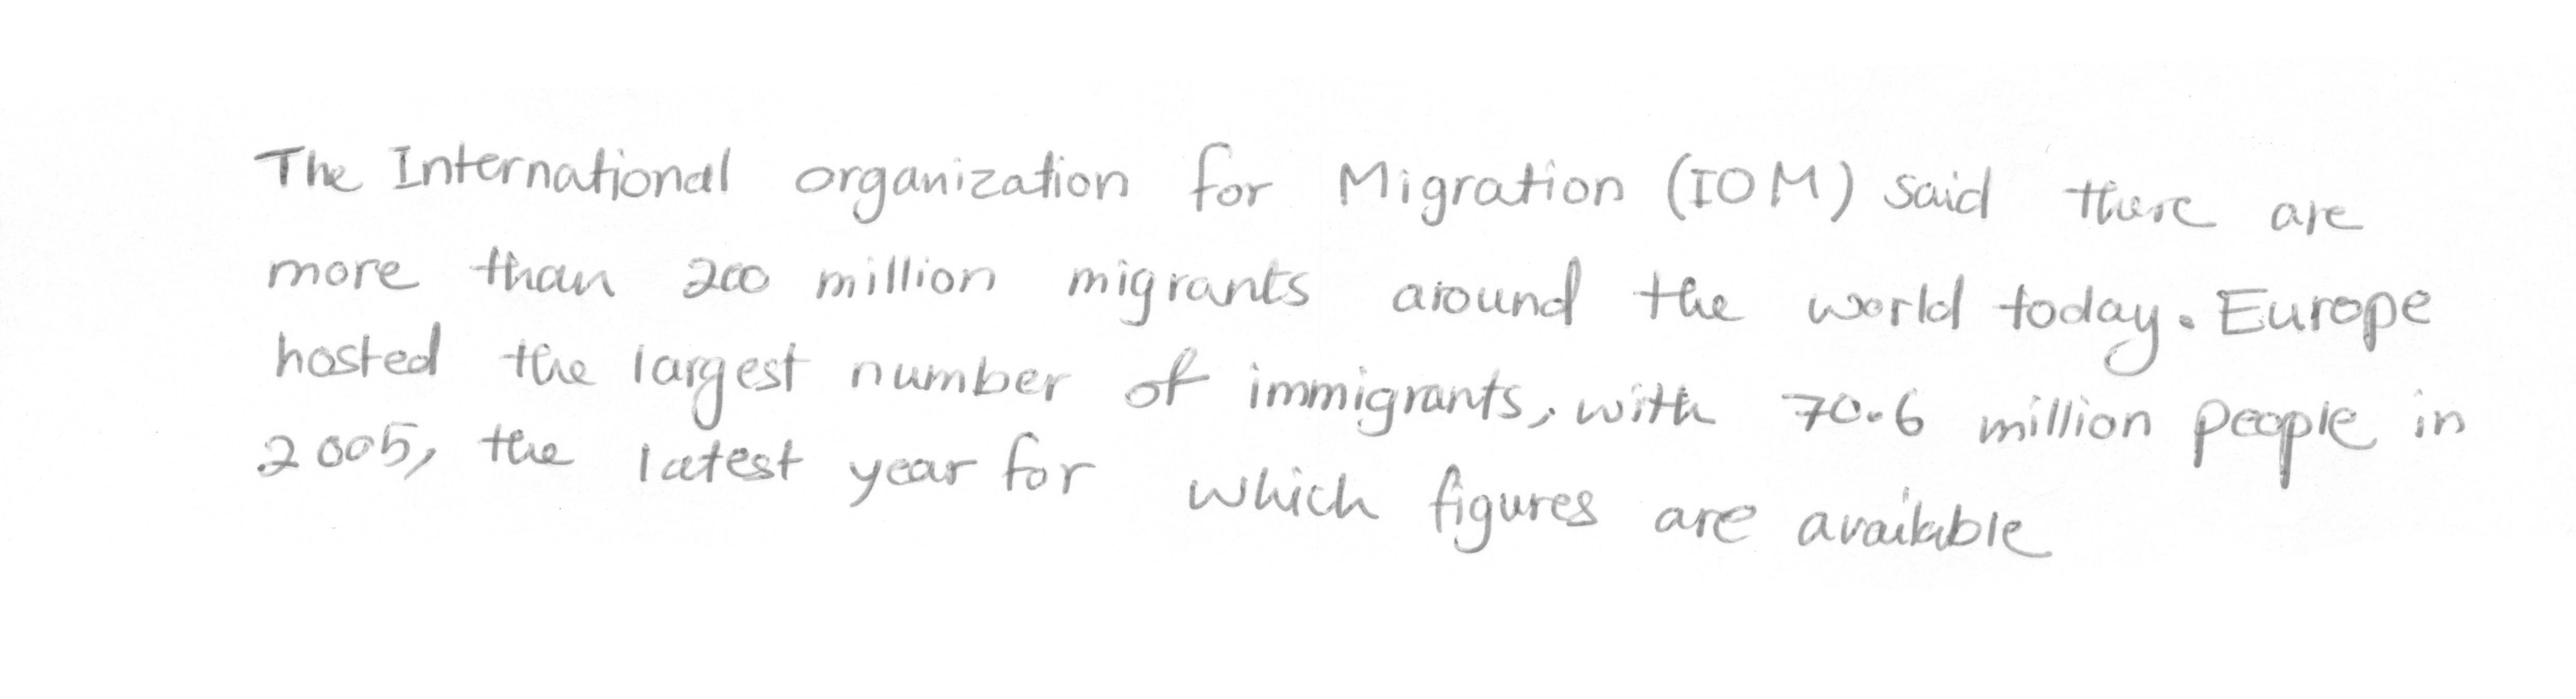 The International organization for Migration (IOM) said there are
more than 200 million migrants around the world today. Europe
hosted the largest number of immigrants, with 70.6 million people in
2005, the latest year for which figures are available